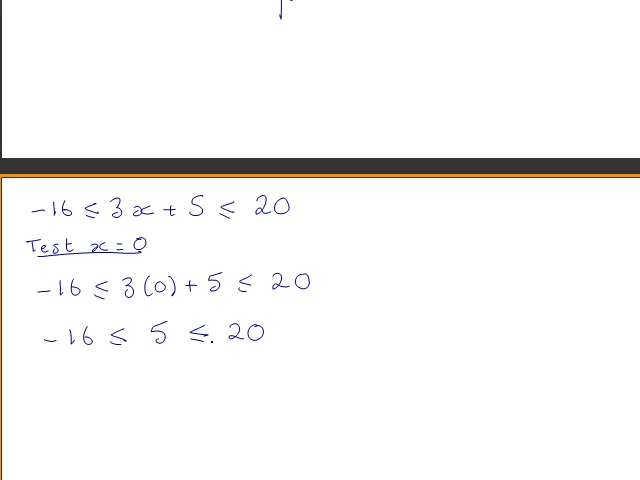 -16 ≤ 3x + 5 ≤ 20
Test x = 0
-16 ≤ 3(0) + 5 ≤ 20
-16 ≤ 5 ≤ 20